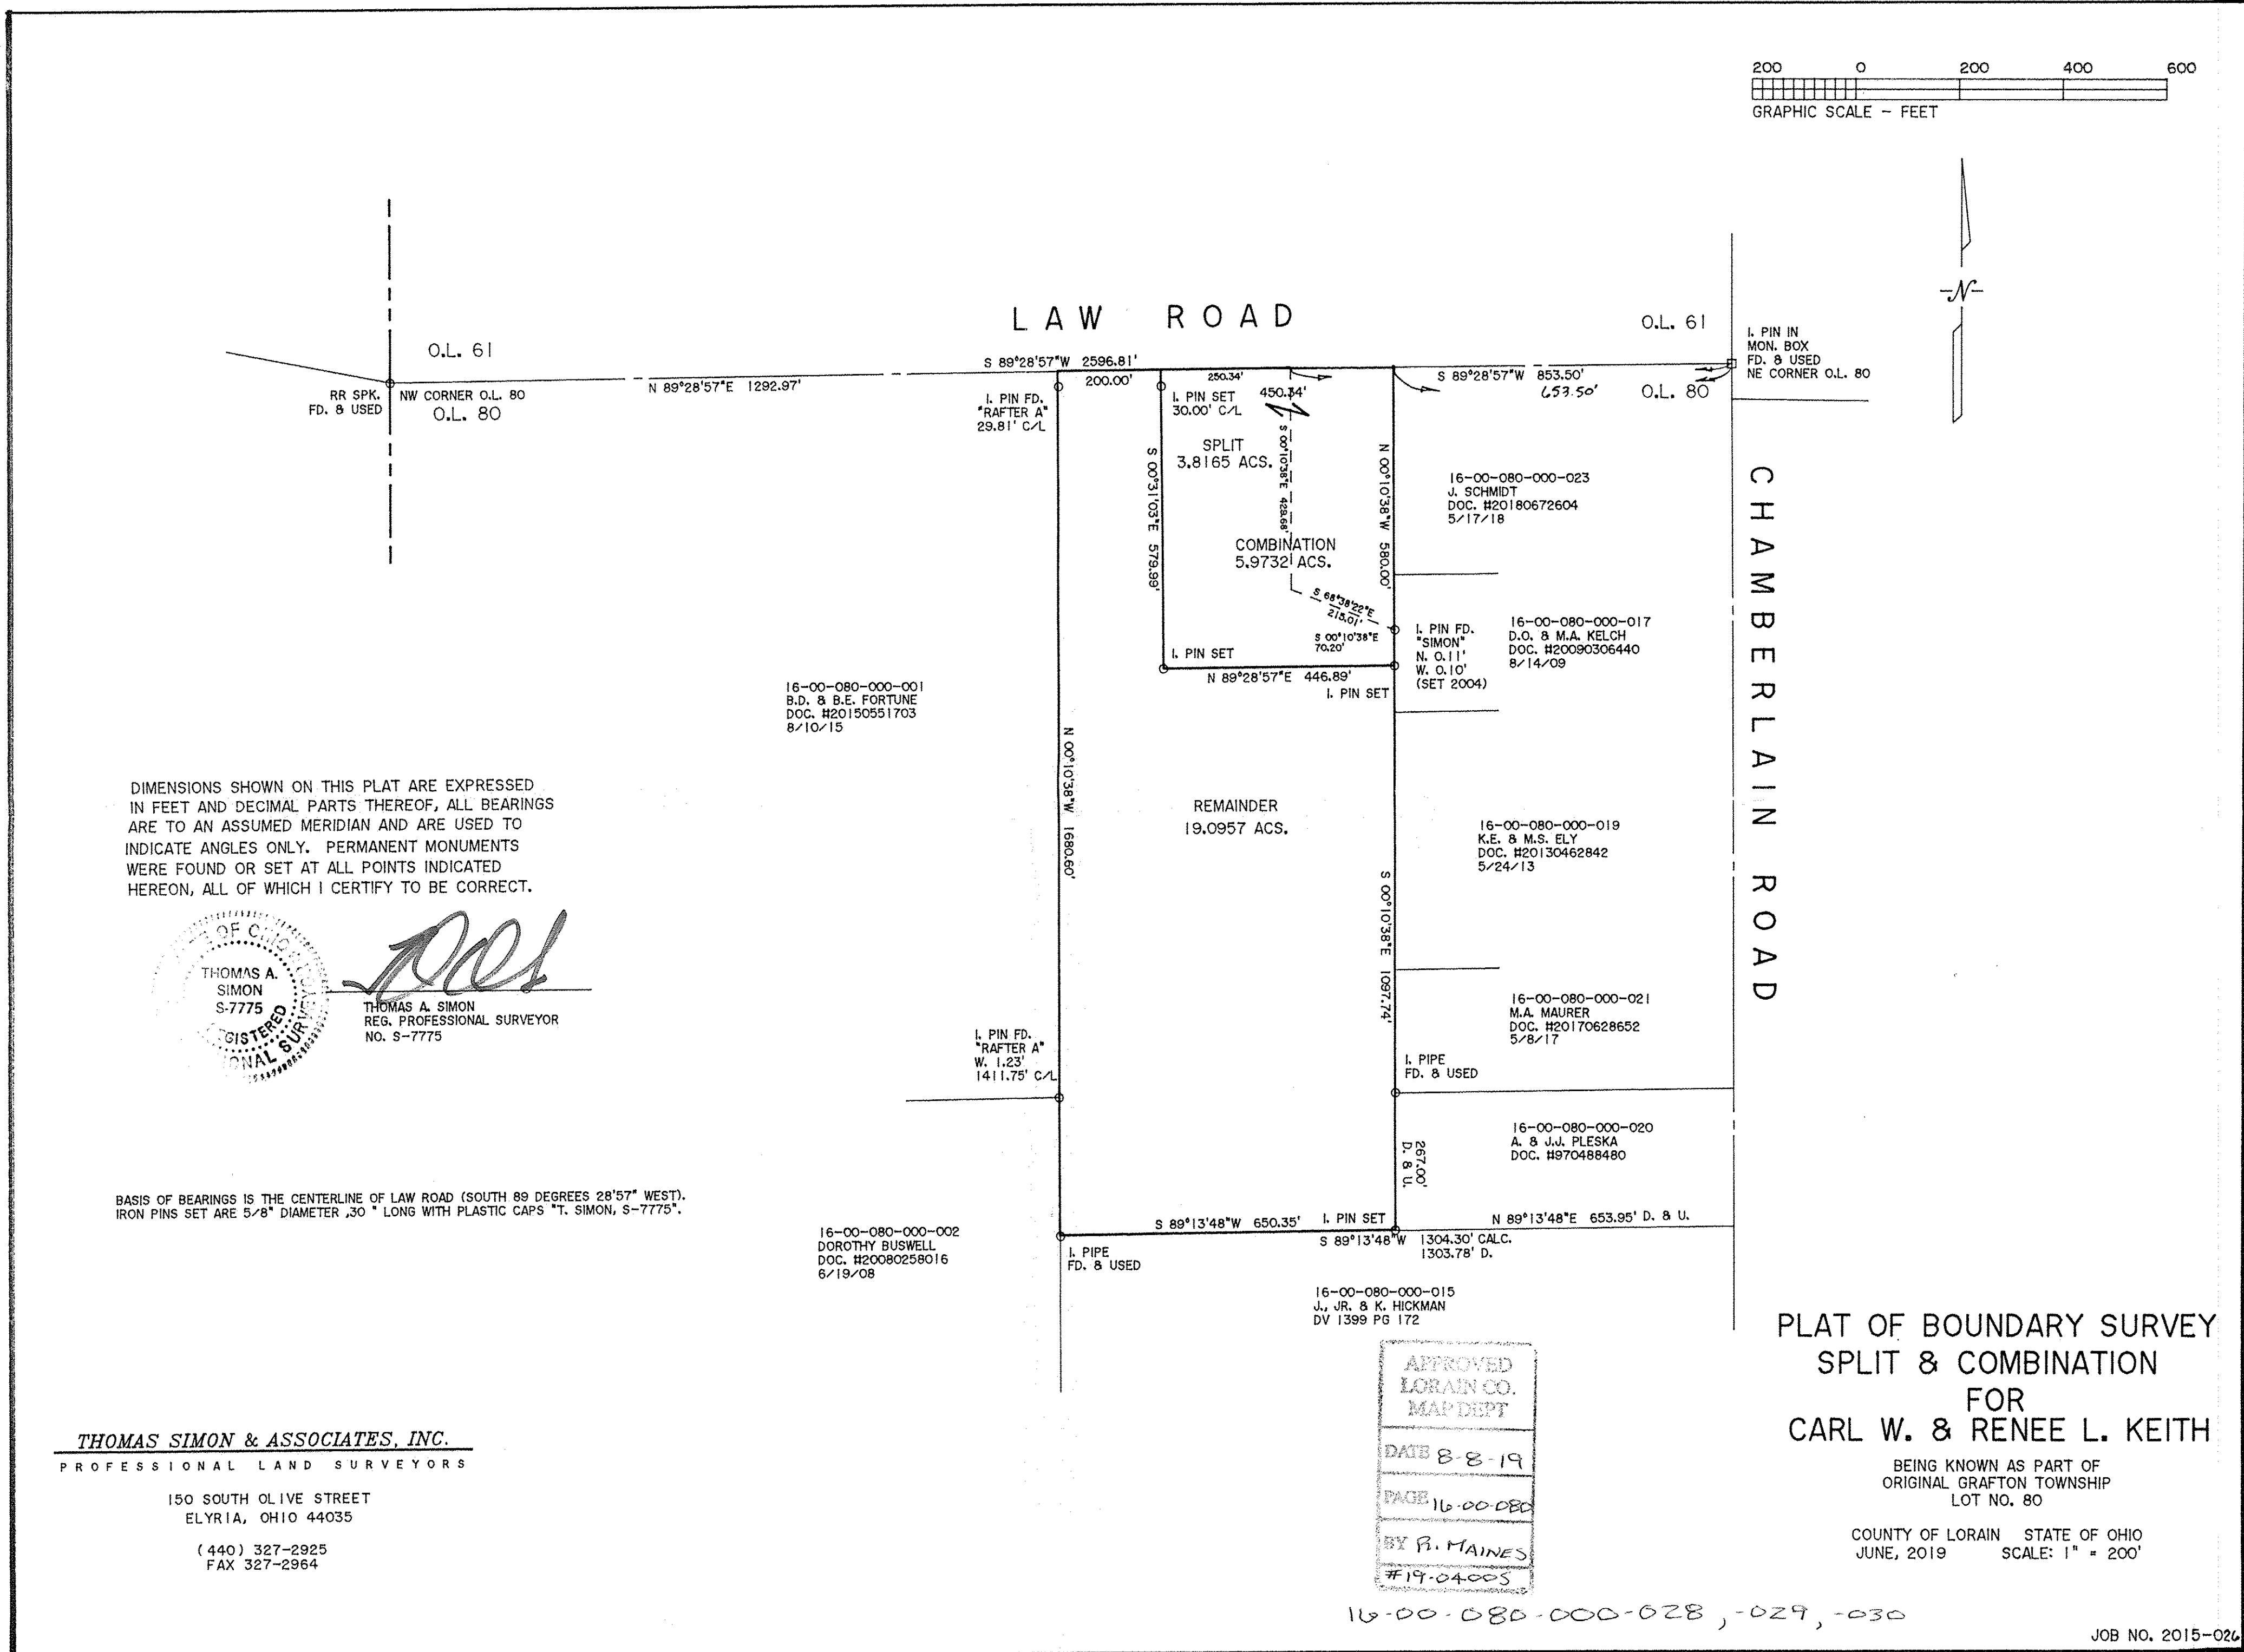 200 0 200 400 600
GRAPHIC SCALE - FEET
-N-
LAW ROAD
O.L. 61
O.L. 80
RR SPK.
FD. & USED
NW CORNER O.L. 80
N 89°28'57"E 1292.97'
S 89°28'57"W 2596.81'
200.00'
250.34'
450.34'
S 89°28'57"W 853.50'
653.50'
O.L. 61
O.L. 80
I. PIN IN
MON. BOX
FD. & USED
NE CORNER O.L. 80
I. PIN FD.
"RAFTER A"
29.81' C/L
I. PIN SET
30.00' C/L
SPLIT
3.8165 ACS.
S 00°10'38"E 429.68'
S 00°31'03"E 579.99'
N 00°10'38"W 580.00'
COMBINATION
5.9732 ACS.
S 68°38'22"E
215.01'
S 00°10'38"E
70.20'
I. PIN SET
N 89°28'57"E 446.89'
I. PIN SET
I. PIN FD.
"SIMON"
N. 0.11'
W. 0.10'
(SET 2004)
16-00-080-000-023
J. SCHMIDT
DOC. #20180672604
5/17/18
16-00-080-000-017
D.O. & M.A. KELCH
DOC. #20090306440
8/14/09
CHAMBERLAIN ROAD
16-00-080-000-001
B.D. & B.E. FORTUNE
DOC. #20150551703
8/10/15
N 00°10'38"W 1680.60'
REMAINDER
19.0957 ACS.
S 00°10'38"E 1097.74'
16-00-080-000-019
K.E. & M.S. ELY
DOC. #20130462842
5/24/13
16-00-080-000-021
M.A. MAURER
DOC. #20170628652
5/8/17
I. PIPE
FD. & USED
16-00-080-000-020
A. & J.J. PLESKA
DOC. #970488480
267.00'
D. & U.
I. PIN FD.
"RAFTER A"
W. 1.23'
1411.75' C/L
DIMENSIONS SHOWN ON THIS PLAT ARE EXPRESSED
IN FEET AND DECIMAL PARTS THEREOF, ALL BEARINGS
ARE TO AN ASSUMED MERIDIAN AND ARE USED TO
INDICATE ANGLES ONLY. PERMANENT MONUMENTS
WERE FOUND OR SET AT ALL POINTS INDICATED
HEREON, ALL OF WHICH I CERTIFY TO BE CORRECT.
OF
THOMAS A.
SIMON
S-7775
THOMAS A. SIMON
REG. PROFESSIONAL SURVEYOR
NO. S-7775
BASIS OF BEARINGS IS THE CENTERLINE OF LAW ROAD (SOUTH 89 DEGREES 28'57" WEST).
IRON PINS SET ARE 5/8" DIAMETER ,30 " LONG WITH PLASTIC CAPS "T. SIMON, S-7775".
16-00-080-000-002
DOROTHY BUSWELL
DOC. #20080258016
6/19/08
S 89°13'48"W 650.35'
I. PIN SET
N 89°13'48"E 653.95' D. & U.
S 89°13'48"W 1304.30' CALC.
1303.78' D.
I. PIPE
FD. & USED
16-00-080-000-015
J., JR. & K. HICKMAN
DV 1399 PG 172
APPROVED
LORAIN CO.
MAP DEPT
DATE 8-8-19
PAGE 16-00-080
BY R. MAINES
#19-04005
16-00-080-000-028, -029, -030
THOMAS SIMON & ASSOCIATES, INC.
PROFESSIONAL LAND SURVEYORS
150 SOUTH OLIVE STREET
ELYRIA, OHIO 44035
(440) 327-2925
FAX 327-2964
PLAT OF BOUNDARY SURVEY
SPLIT & COMBINATION
FOR
CARL W. & RENEE L. KEITH
BEING KNOWN AS PART OF
ORIGINAL GRAFTON TOWNSHIP
LOT NO. 80
COUNTY OF LORAIN STATE OF OHIO
JUNE, 2019 SCALE: 1" = 200'
JOB NO. 2015-026